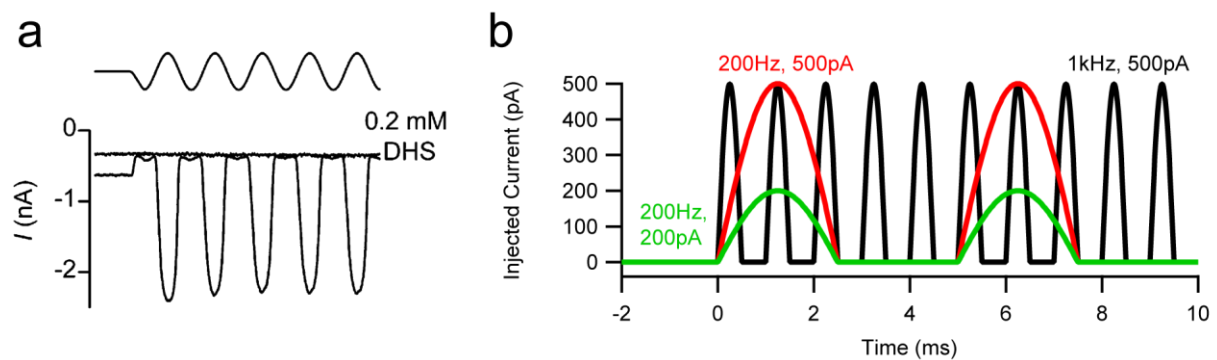 a
0
-1
-2
I (nA)
0.2 mM
DHS
b
200Hz, 500pA
1kHz, 500pA
200Hz,
200pA
Injected Current (pA)
500
400
300
200
100
0
-2
0
2
4
6
8
10
Time (ms)